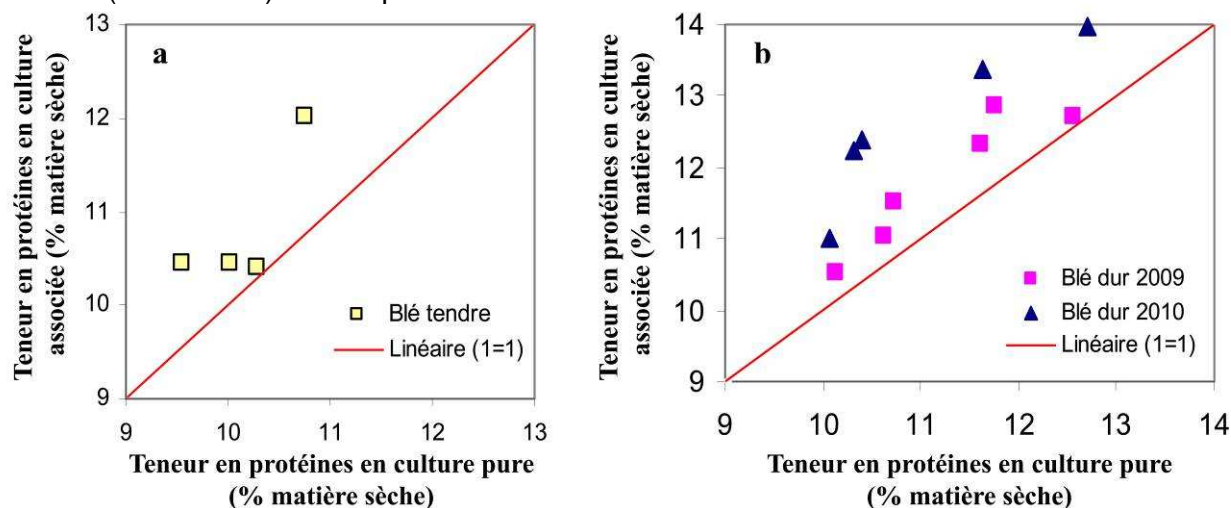 a
Teneur en protéines en culture
associée (% matière sèche)
13
12
11
10
9
Blé tendre
Linéaire (1=1)
9 10 11 12 13
Teneur en protéines en culture pure
(% matière sèche)
b
Teneur en protéines en culture
associée (% matière sèche)
14
13
12
11
10
9
Blé dur 2009
Blé dur 2010
Linéaire (1=1)
9 10 11 12 13 14
Teneur en protéines en culture pure
(% matière sèche)